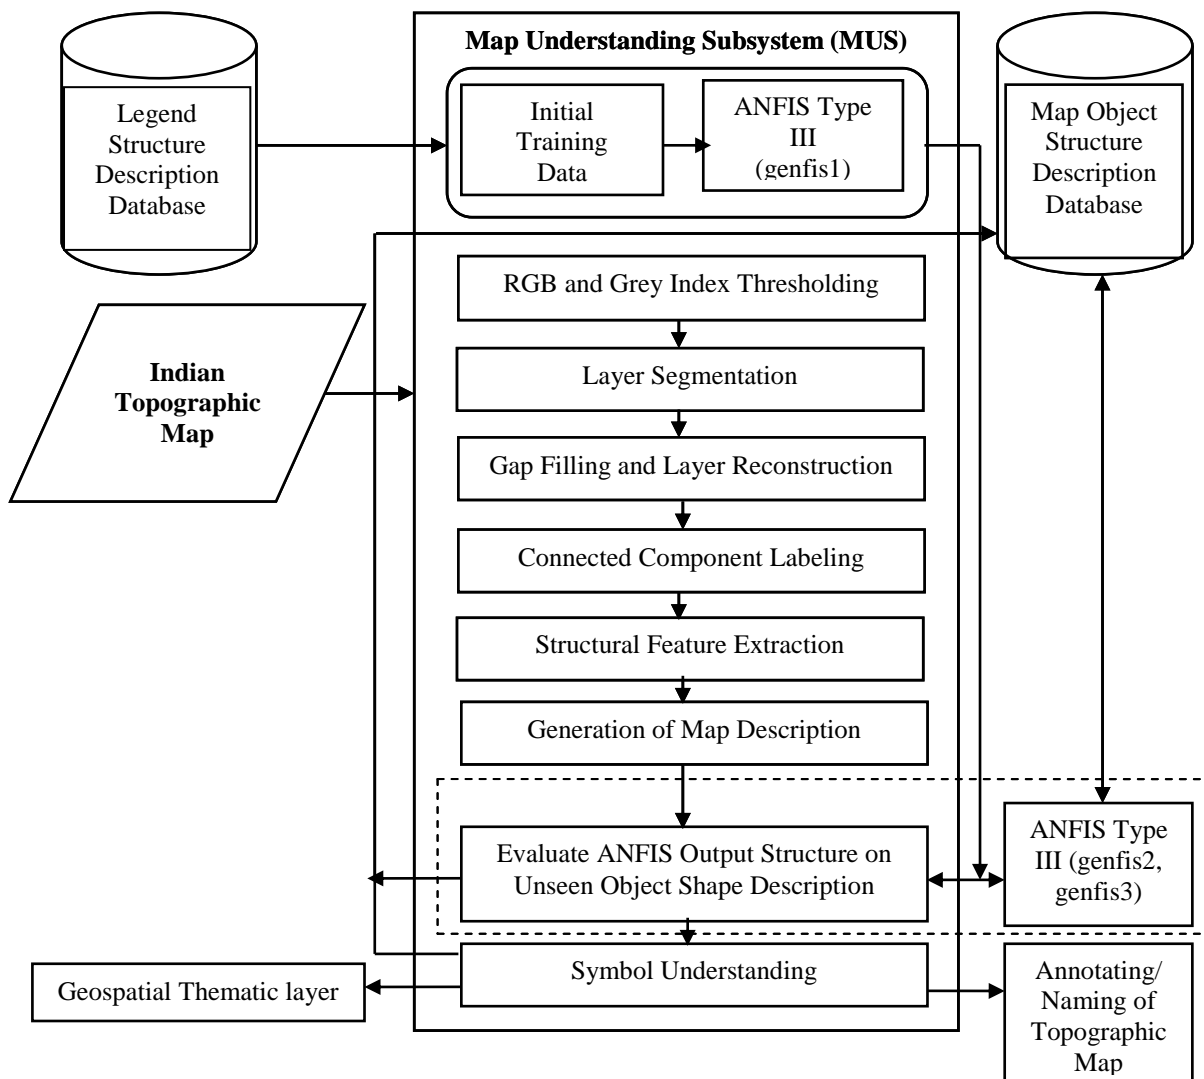 Map Understanding Subsystem (MUS)
Legend
Structure
Description
Database
Initial
Training
Data
ANFIS Type
III
(genfis1)
Map Object
Structure
Description
Database
RGB and Grey Index Thresholding
Indian
Topographic
Map
Layer Segmentation
Gap Filling and Layer Reconstruction
Connected Component Labeling
Structural Feature Extraction
Generation of Map Description
Evaluate ANFIS Output Structure on
Unseen Object Shape Description
ANFIS Type
III (genfis2,
genfis3)
Symbol Understanding
Geospatial Thematic layer
Annotating/
Naming of
Topographic
Map